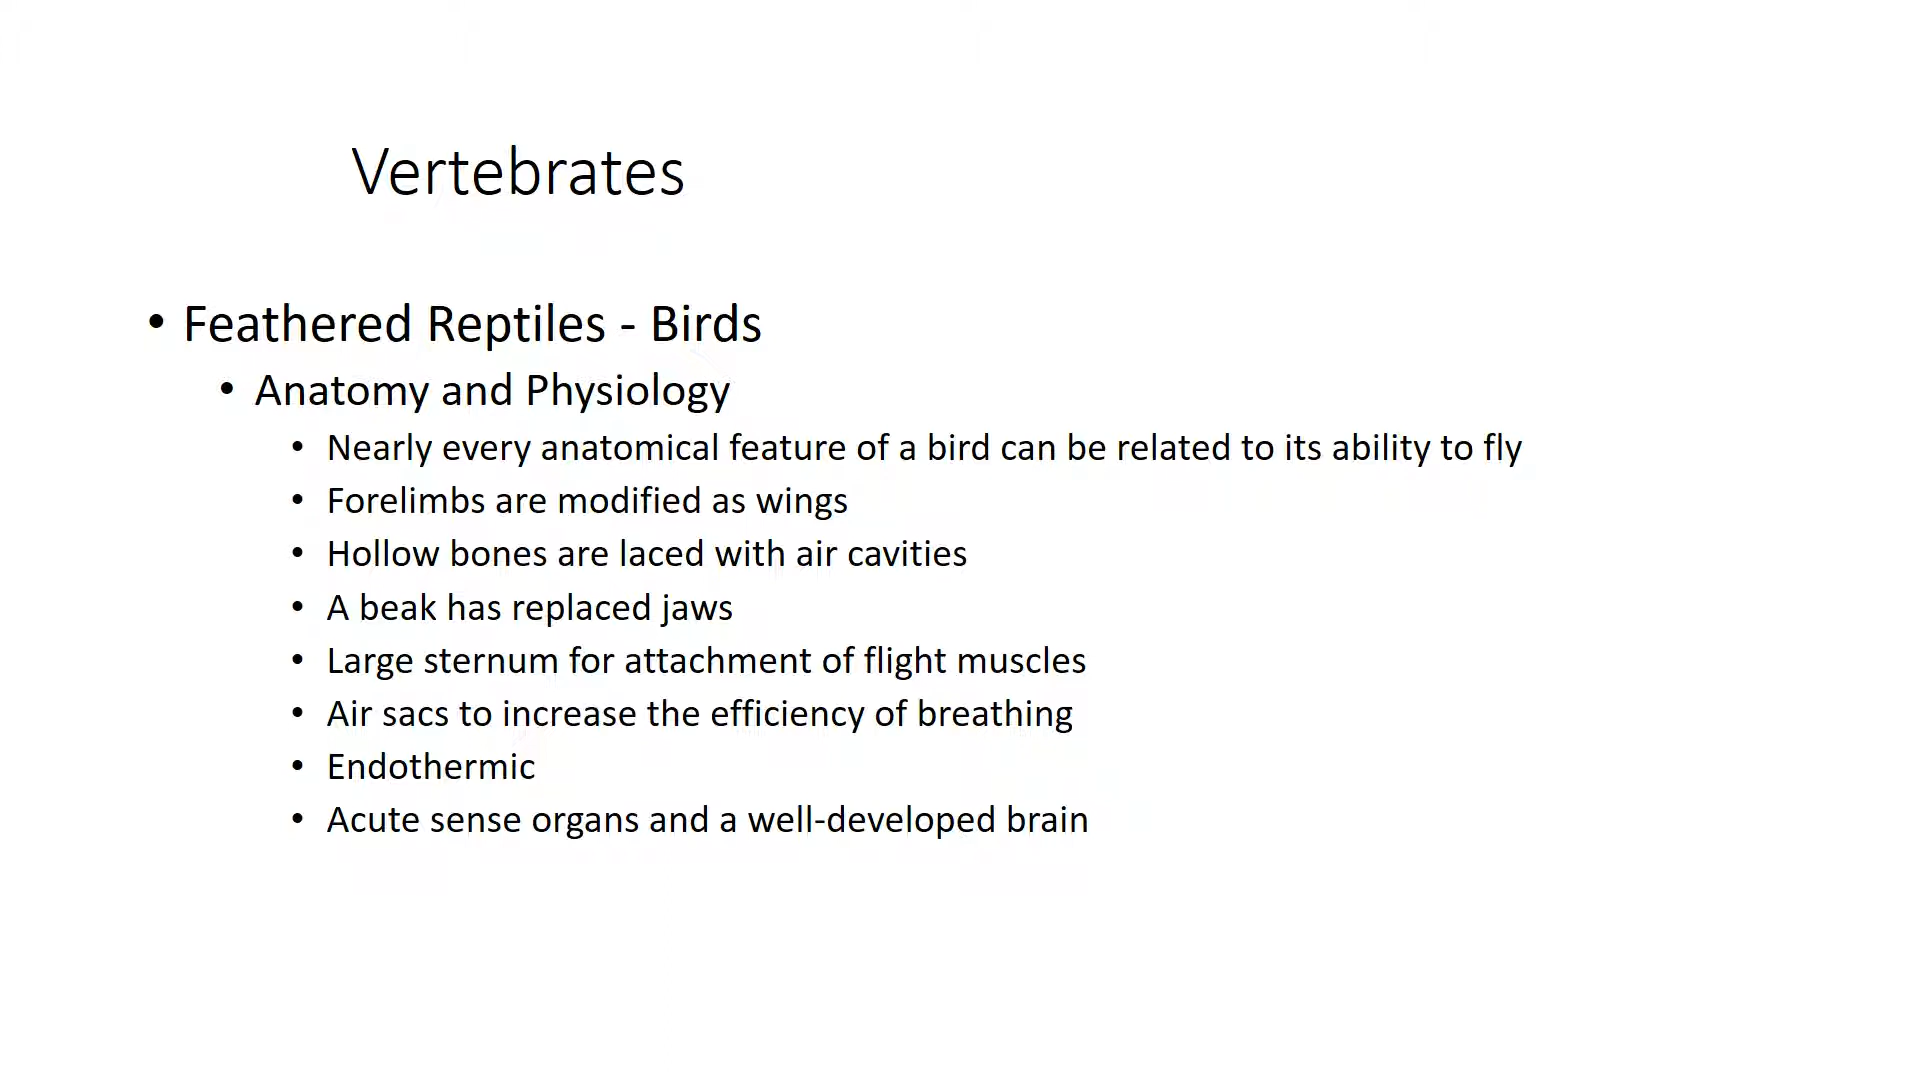 Vertebrates
• Feathered Reptiles - Birds
• Anatomy and Physiology
• Nearly every anatomical feature of a bird can be related to its ability to fly
• Forelimbs are modified as wings
• Hollow bones are laced with air cavities
• A beak has replaced jaws
• Large sternum for attachment of flight muscles
• Air sacs to increase the efficiency of breathing
• Endothermic
• Acute sense organs and a well-developed brain